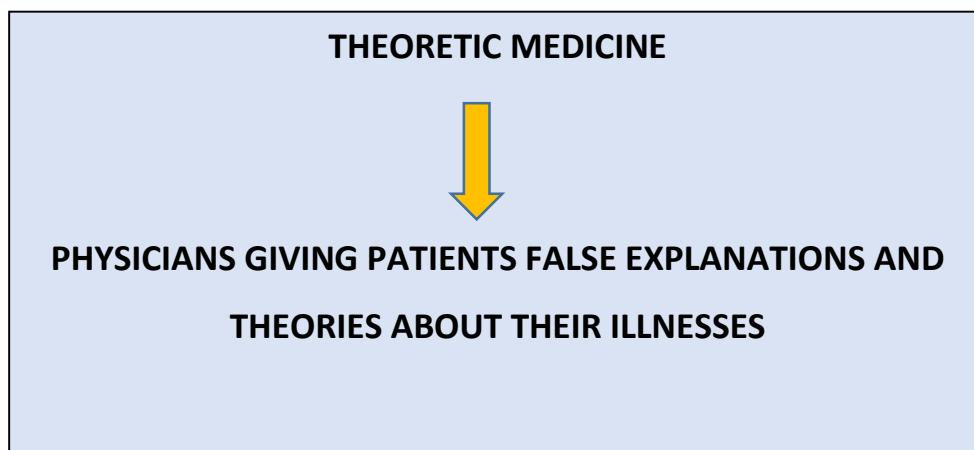 THEORETIC MEDICINE
PHYSICIANS GIVING PATIENTS FALSE EXPLANATIONS AND
THEORIES ABOUT THEIR ILLNESSES